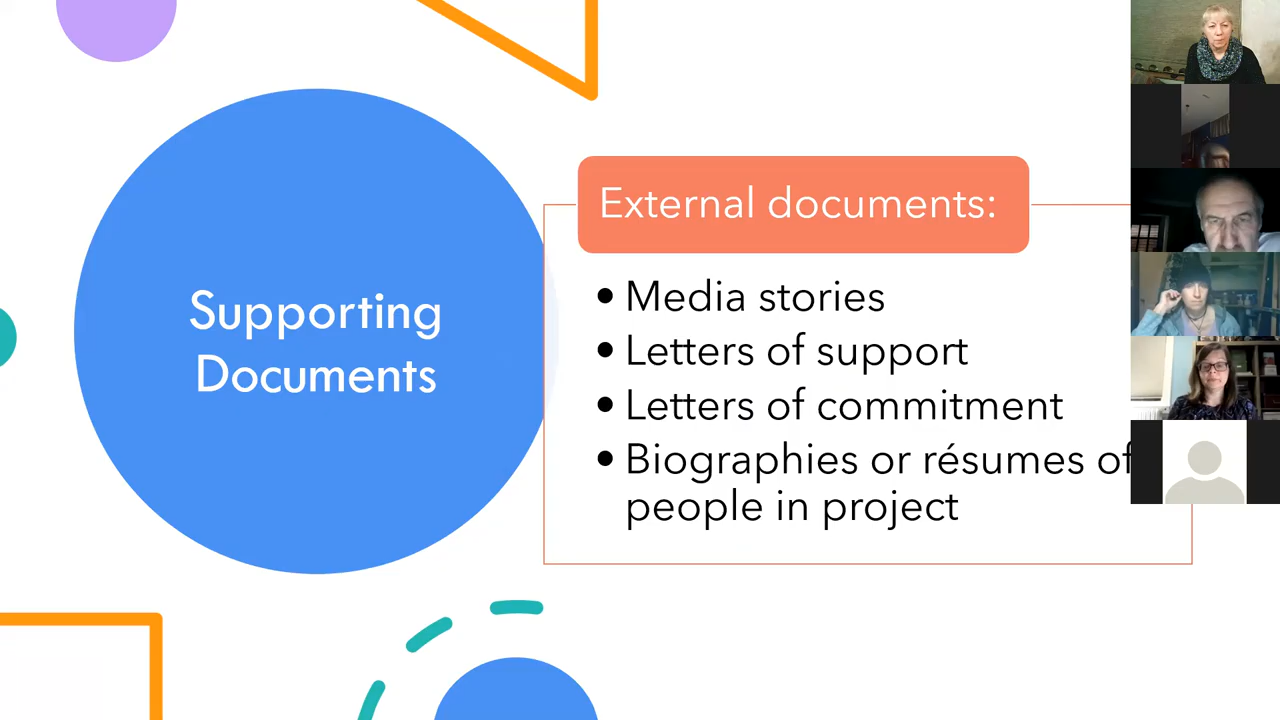 Supporting
Documents
External documents:
• Media stories
• Letters of support
• Letters of commitment
• Biographies or résumes of
people in project